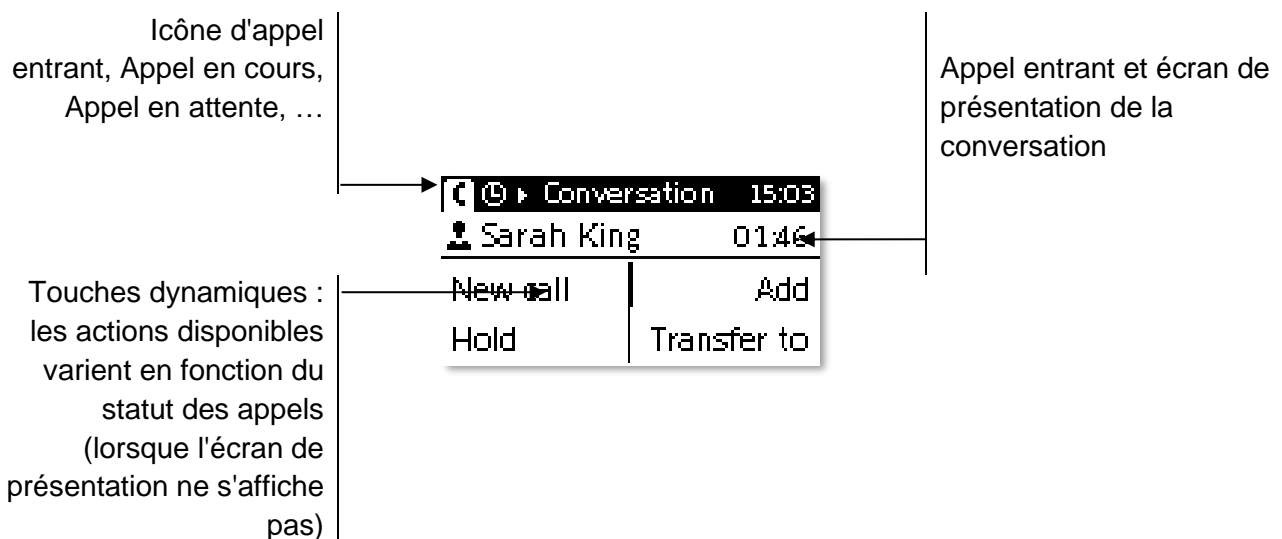 Icône d'appel
entrant, Appel en cours,
Appel en attente, …
Appel entrant et écran de
présentation de la
conversation
Conversation 15:03
Sarah King 01:46
New call Add
Hold Transfer to
Touches dynamiques :
les actions disponibles
varient en fonction du
statut des appels
(lorsque l'écran de
présentation ne s'affiche
pas)